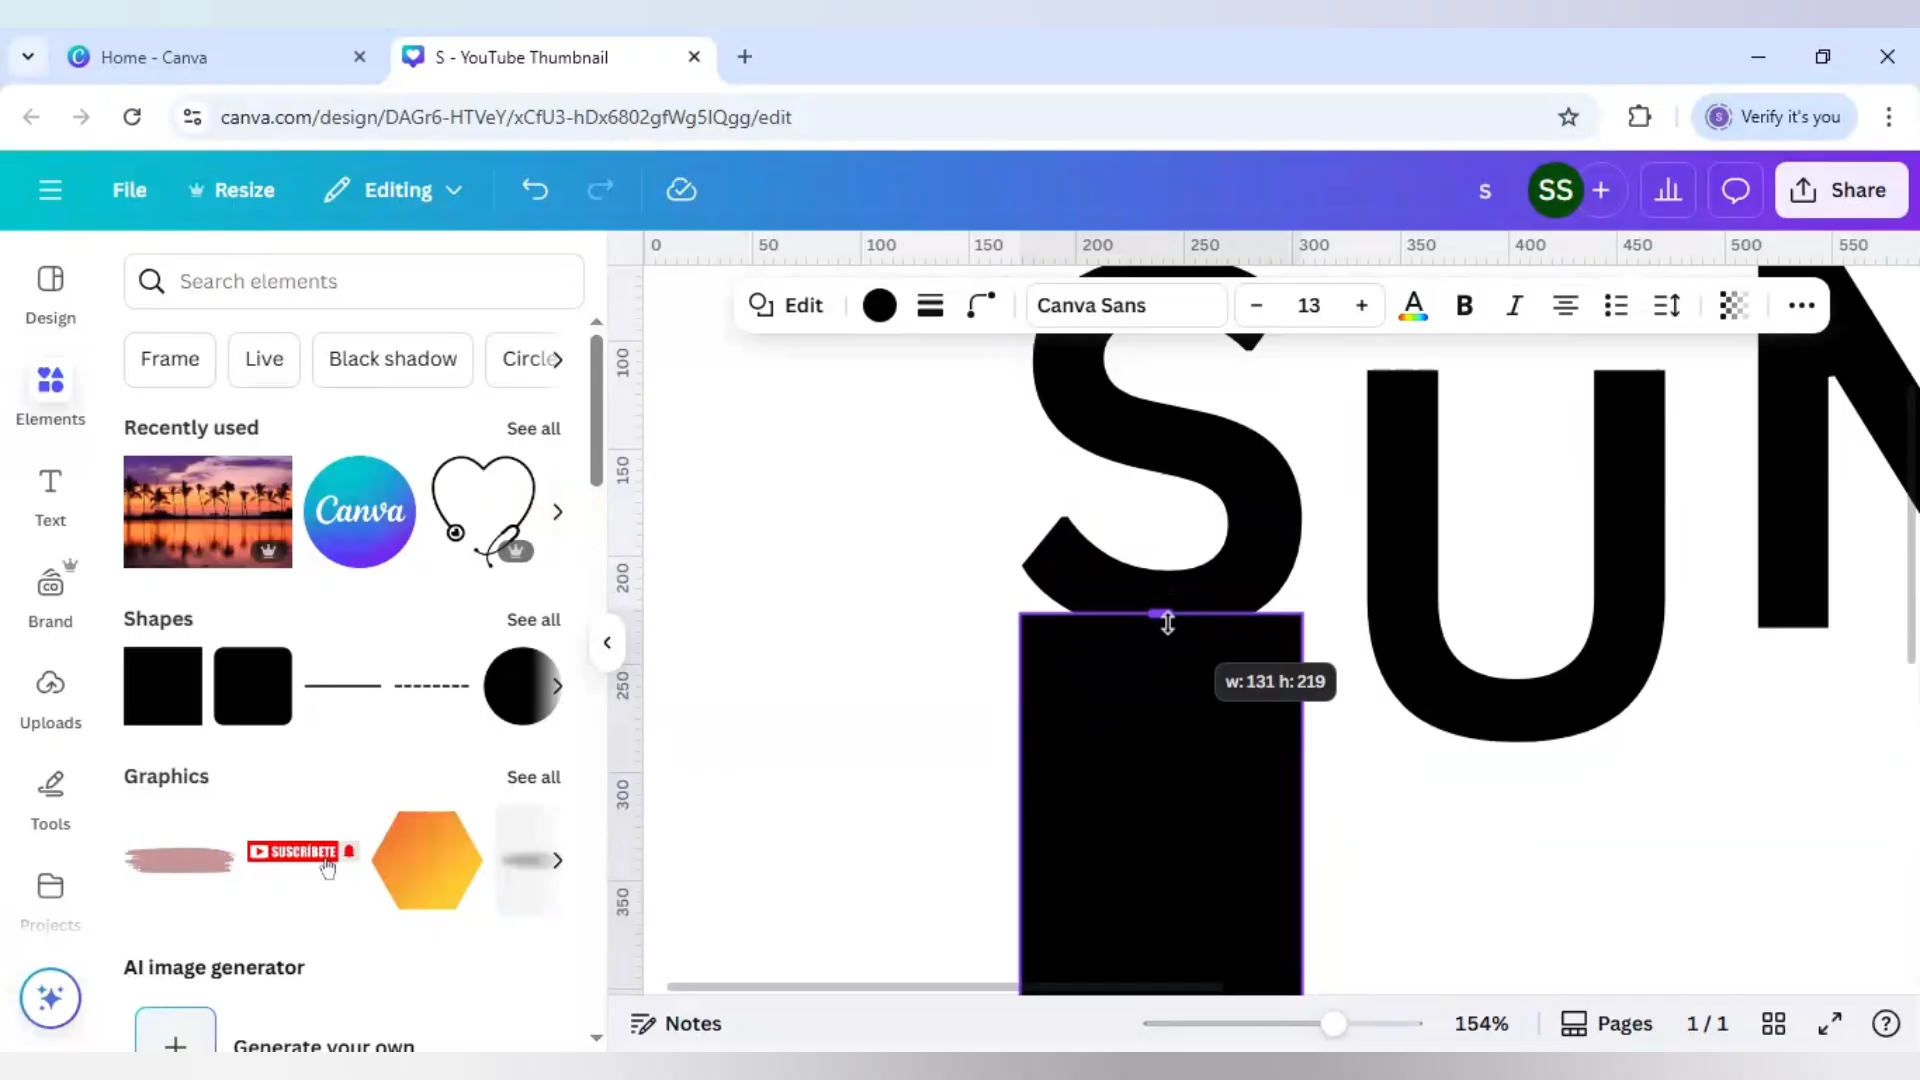 Home - Canva
S - YouTube Thumbnail
canva.com/design/DAGr6-HTVeY/xCfU3-hDx6802gfWg5IQgg/edit
S
Verify it's you
File
Resize
Editing
S
SS
Share
Design
Elements
Text
Brand
Uploads
Tools
Projects
Search elements
Frame
Live
Black shadow
Circle
Recently used
See all
Canva
Shapes
See all
Graphics
See all
SUSCRÍBETE
AI image generator
Generate your own
0 50 100 150 200 250 300 350 400 450 500 550
100
150
200
250
300
350
Edit
Canva Sans
13
A B I
SUN
w: 131 h: 219
Notes
154%
Pages
1 / 1